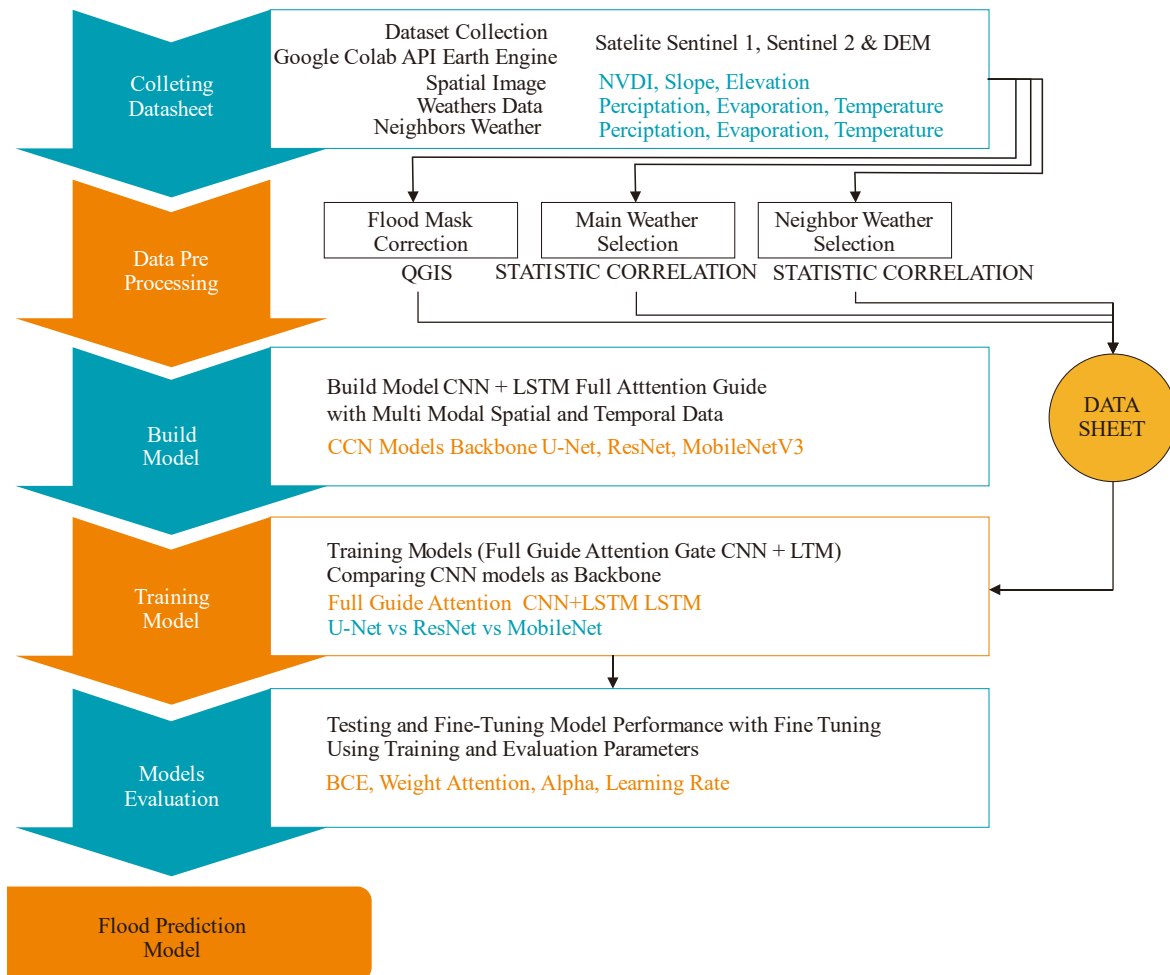 Colleting
Datasheet
Dataset Collection
Google Colab API Earth Engine
Satelite Sentinel 1, Sentinel 2 & DEM
Spatial Image
NVDI, Slope, Elevation
Weathers Data
Perciptation, Evaporation, Temperature
Neighbors Weather
Perciptation, Evaporation, Temperature
Data Pre
Processing
Flood Mask
Correction
QGIS
Main Weather
Selection
STATISTIC CORRELATION
Neighbor Weather
Selection
STATISTIC CORRELATION
DATA
SHEET
Build
Model
Build Model CNN + LSTM Full Atttention Guide
with Multi Modal Spatial and Temporal Data
CCN Models Backbone U-Net, ResNet, MobileNetV3
Training
Model
Training Models (Full Guide Attention Gate CNN + LTM)
Comparing CNN models as Backbone
Full Guide Attention CNN+LSTM LSTM
U-Net vs ResNet vs MobileNet
Models
Evaluation
Testing and Fine-Tuning Model Performance with Fine Tuning
Using Training and Evaluation Parameters
BCE, Weight Attention, Alpha, Learning Rate
Flood Prediction
Model